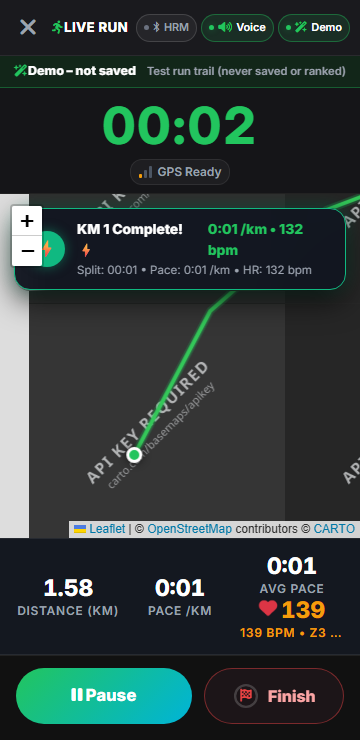 LIVE RUN
HRM
Voice
Demo
Demo – not saved Test run trail (never saved or ranked)
00:02
GPS Ready
+
−
KM 1 Complete!
0:01 /km • 132 bpm
Split: 00:01 • Pace: 0:01 /km • HR: 132 bpm
API KEY REQUIRED
carto.com/basemaps/apikey
Leaflet | © OpenStreetMap contributors © CARTO
1.58
DISTANCE (KM)
0:01
PACE /KM
0:01
AVG PACE
139
139 BPM • Z3 ...
Pause
Finish